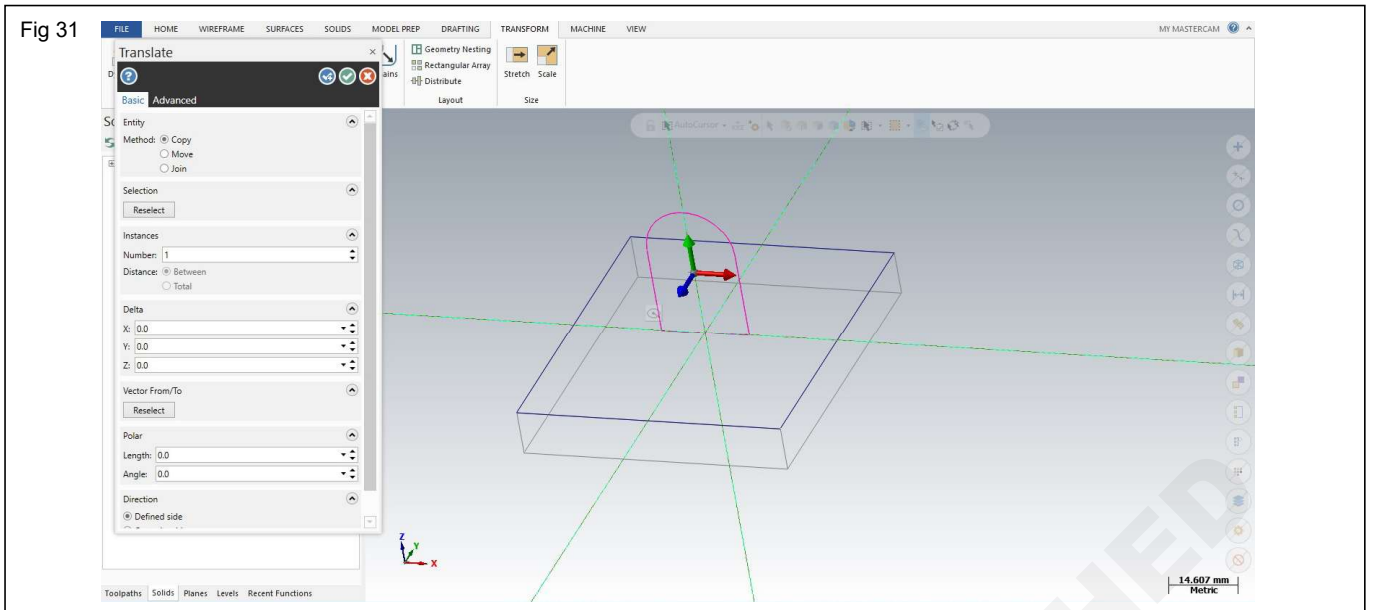 Fig 31
FILE HOME WIREFRAME SURFACES SOLIDS MODEL PREP DRAFTING TRANSFORM MACHINE VIEW MY MASTERCAM
Translate
Geometry Nesting
Rectangular Array
Distribute
Layout
Stretch Scale
Size
Basic Advanced
Entity
Method: Copy
Move
Join
Selection
Reselect
Instances
Number: 1
Distance: Between
Total
Delta
X: 0.0
Y: 0.0
Z: 0.0
Vector From/To
Reselect
Polar
Length: 0.0
Angle: 0.0
Direction
Defined side
AutoCursor
Z
Y
X
14.607 mm
Metric
Toolpaths Solids Planes Levels Recent Functions